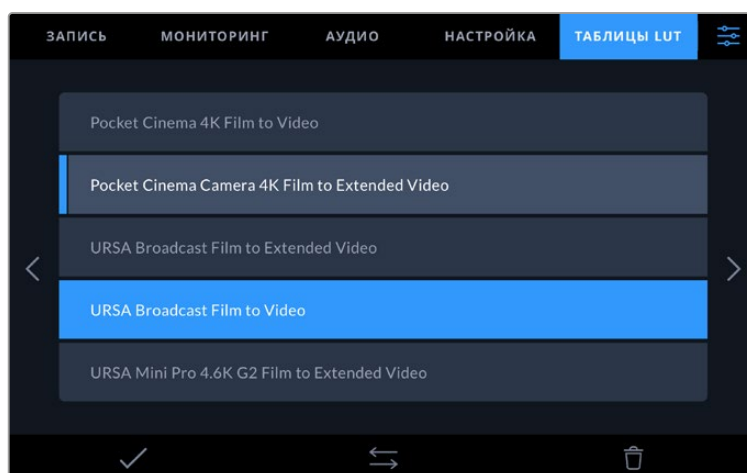 ЗАПИСЬ МОНИТОРИНГ АУДИО НАСТРОЙКА ТАБЛИЦЫ LUT
Pocket Cinema 4K Film to Video
Pocket Cinema Camera 4K Film to Extended Video
URSA Broadcast Film to Extended Video
URSA Broadcast Film to Video
URSA Mini Pro 4.6K G2 Film to Extended Video